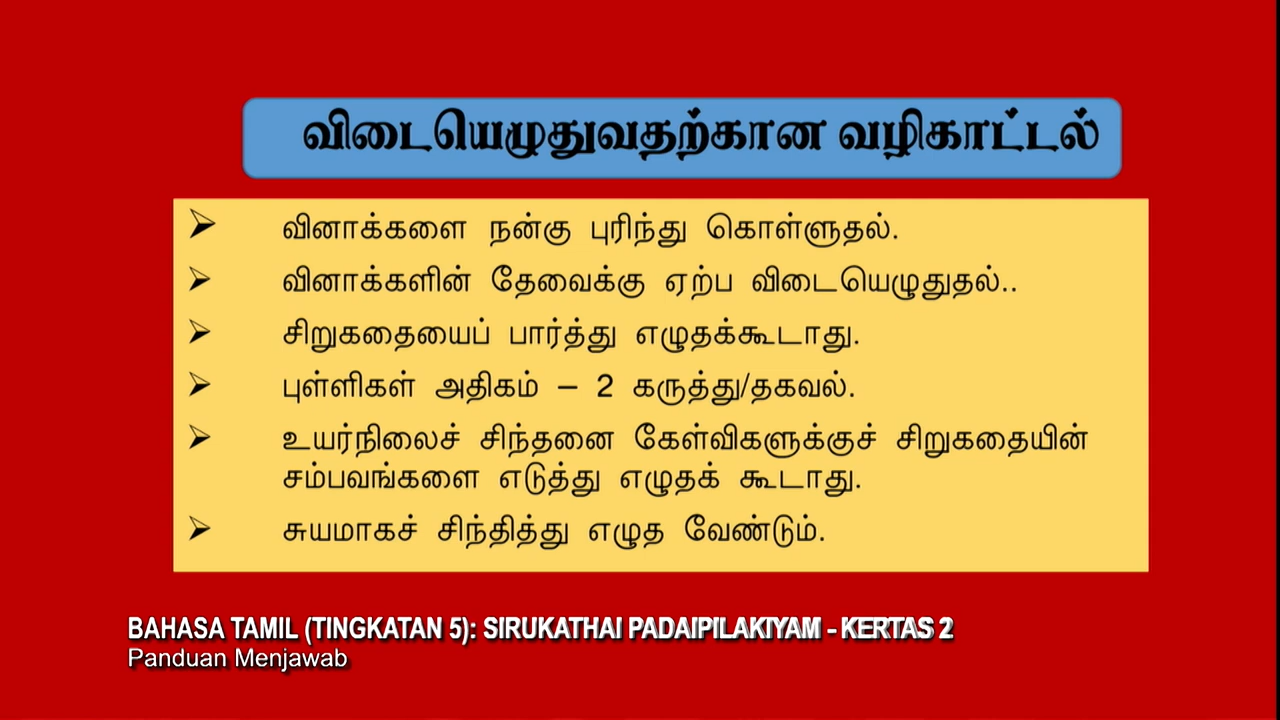 விடையெழுதுவதற்கான வழிகாட்டல்
➢ வினாக்களை நன்கு புரிந்து கொள்ளுதல்.
➢ வினாக்களின் தேவைக்கு ஏற்ப விடையெழுதுதல்..
➢ சிறுகதையைப் பார்த்து எழுதக்கூடாது.
➢ புள்ளிகள் அதிகம் – 2 கருத்து/தகவல்.
➢ உயர்நிலைச் சிந்தனை கேள்விகளுக்குச் சிறுகதையின்
சம்பவங்களை எடுத்து எழுதக் கூடாது.
➢ சுயமாகச் சிந்தித்து எழுத வேண்டும்.
BAHASA TAMIL (TINGKATAN 5): SIRUKATHAI PADAIPILAKIYAM - KERTAS 2
Panduan Menjawab